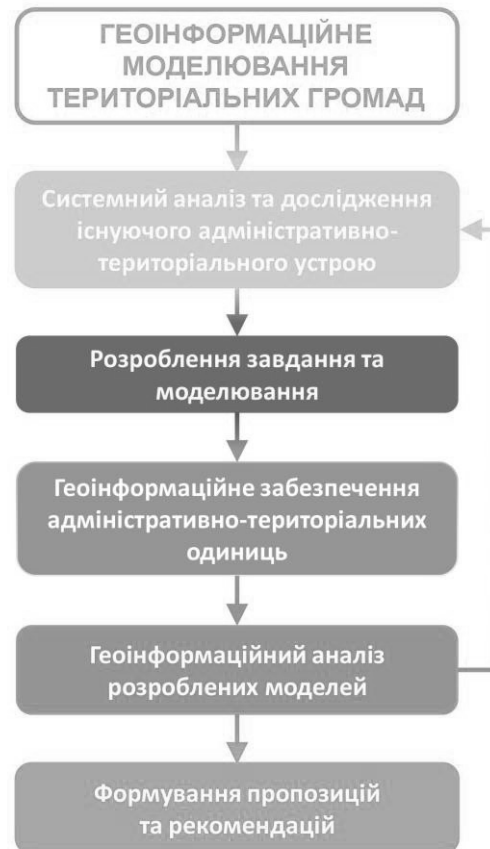 ГЕОІНФОРМАЦІЙНЕ
МОДЕЛЮВАННЯ
ТЕРИТОРІАЛЬНИХ ГРОМАД
Системний аналіз та дослідження
існуючого адміністративно-
територіального устрою
Розроблення завдання та
моделювання
Геоінформаційне забезпечення
адміністративно-територіальних
одиниць
Геоінформаційний аналіз
розроблених моделей
Формування пропозицій
та рекомендацій